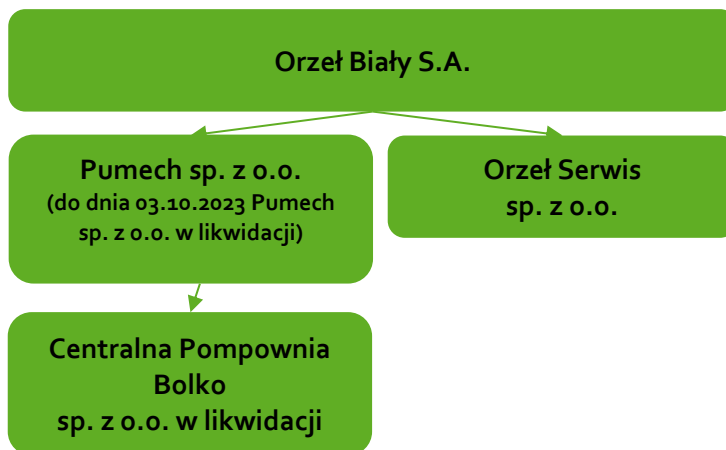 Orzeł Biały S.A.
Pumech sp. z o.o.
(do dnia 03.10.2023 Pumech
sp. z o.o. w likwidacji)
Orzeł Serwis
sp. z o.o.
Centralna Pompownia
Bolko
sp. z o.o. w likwidacji